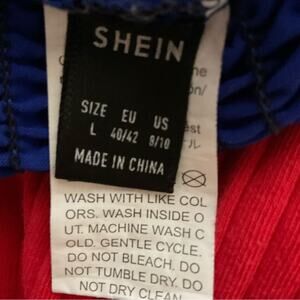 SHEIN
SIZE EU US
L 40/42 8/10
MADE IN CHINA
WASH WITH LIKE COL
ORS. WASH INSIDE O
UT. MACHINE WASH C
OLD. GENTLE CYCLE.
DO NOT BLEACH. DO
NOT TUMBLE DRY. DO
NOT DRY CLEAN